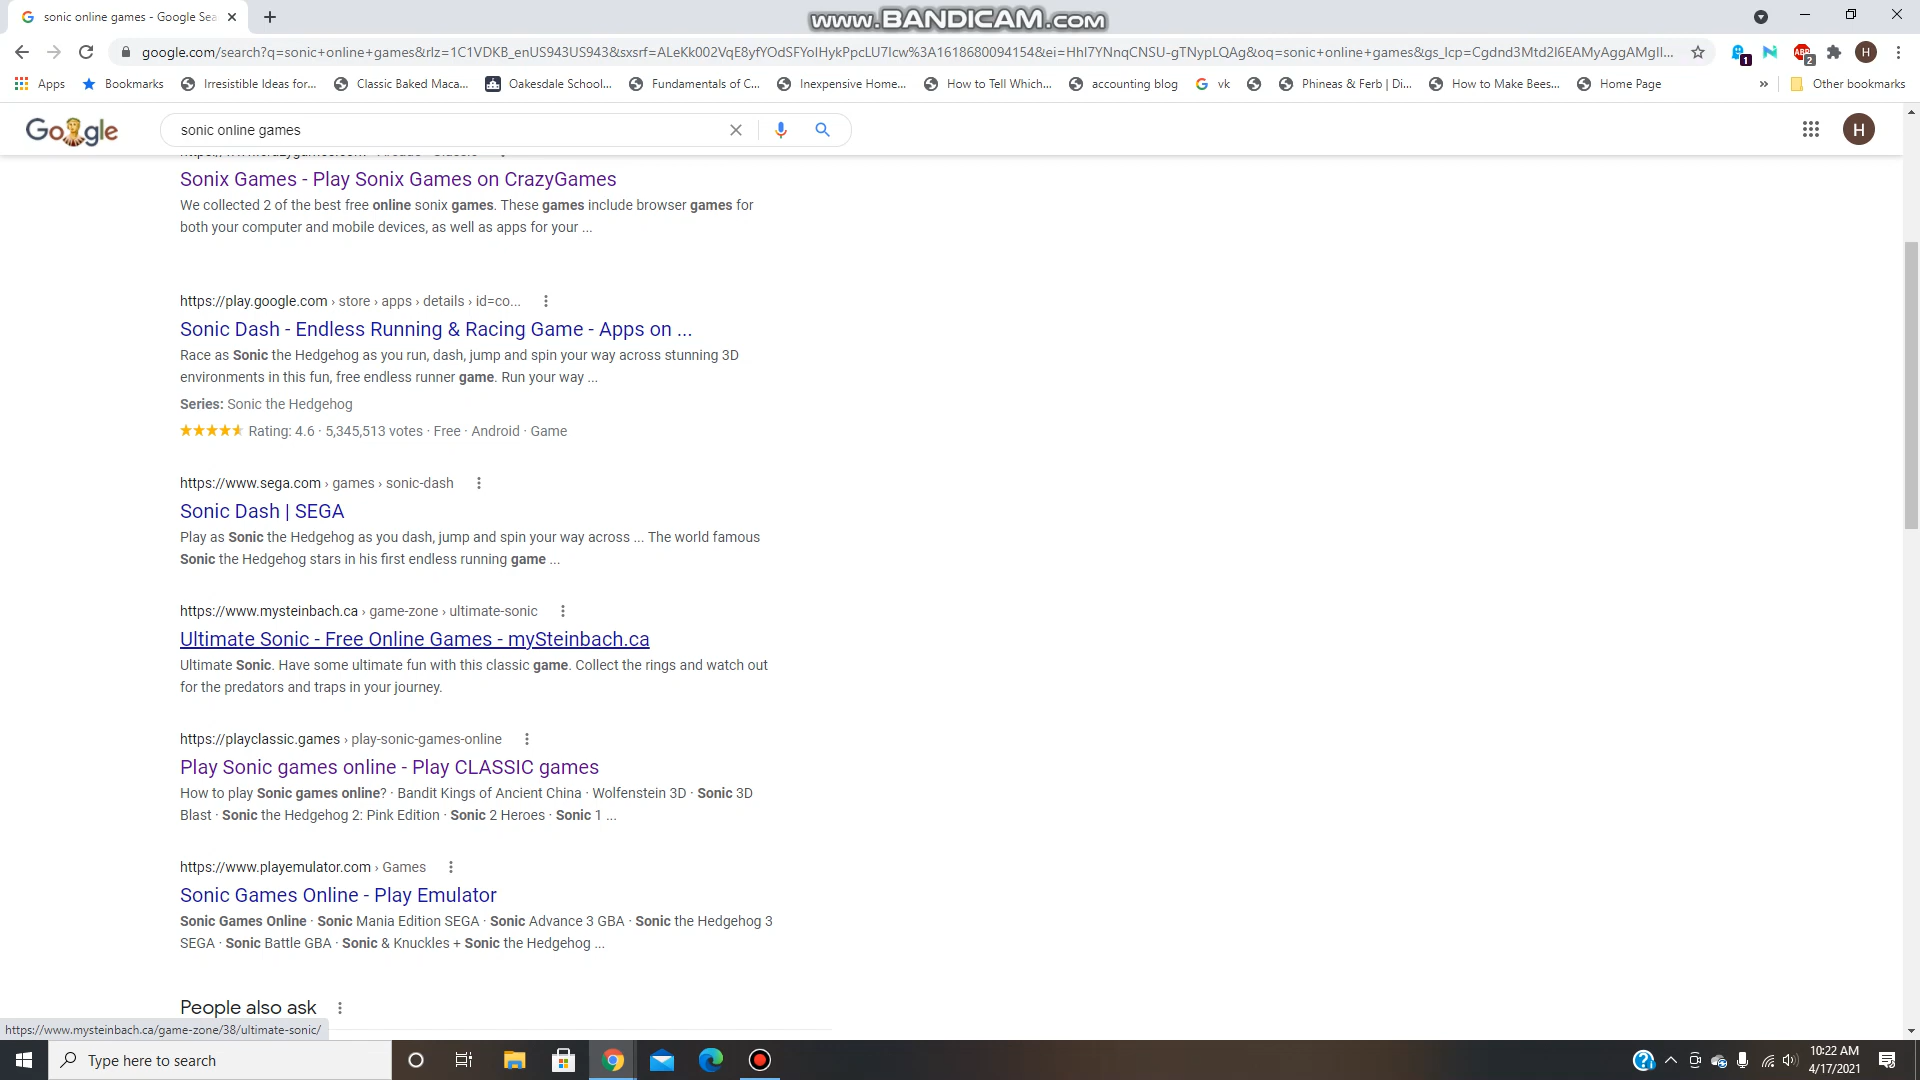 sonic online games - Google Sea
www.BANDICAM.com
google.com/search?q=sonic+online+games&rlz=1C1VDKB_enUS943US943&sxsrf=ALeKk002VqE8yfYOdSFYoIHykPpcLU7Icw%3A1618680094154&ei=HhI7YNnqCNSU-gTNypLQAg&oq=sonic+online+games&gs_lcp=Cgdnd3Mtd2l6EAMyAggAMgIl...
1
2
H
Apps
Bookmarks
Irresistible Ideas for...
Classic Baked Maca...
Oakesdale School...
Fundamentals of C...
Inexpensive Home...
How to Tell Which...
accounting blog
vk
Phineas & Ferb | Di...
How to Make Bees...
Home Page
»
Other bookmarks
Google
sonic online games
H
Sonix Games - Play Sonix Games on CrazyGames
We collected 2 of the best free online sonix games. These games include browser games for
both your computer and mobile devices, as well as apps for your ...
https://play.google.com › store › apps › details › id=co...
Sonic Dash - Endless Running & Racing Game - Apps on ...
Race as Sonic the Hedgehog as you run, dash, jump and spin your way across stunning 3D
environments in this fun, free endless runner game. Run your way ...
Series: Sonic the Hedgehog
Rating: 4.6 · 5,345,513 votes · Free · Android · Game
https://www.sega.com › games › sonic-dash
Sonic Dash | SEGA
Play as Sonic the Hedgehog as you dash, jump and spin your way across ... The world famous
Sonic the Hedgehog stars in his first endless running game ...
https://www.mysteinbach.ca › game-zone › ultimate-sonic
Ultimate Sonic - Free Online Games - mySteinbach.ca
Ultimate Sonic. Have some ultimate fun with this classic game. Collect the rings and watch out
for the predators and traps in your journey.
https://playclassic.games › play-sonic-games-online
Play Sonic games online - Play CLASSIC games
How to play Sonic games online? · Bandit Kings of Ancient China · Wolfenstein 3D · Sonic 3D
Blast · Sonic the Hedgehog 2: Pink Edition · Sonic 2 Heroes · Sonic 1 ...
https://www.playemulator.com › Games
Sonic Games Online - Play Emulator
Sonic Games Online · Sonic Mania Edition SEGA · Sonic Advance 3 GBA · Sonic the Hedgehog 3
SEGA · Sonic Battle GBA · Sonic & Knuckles + Sonic the Hedgehog ...
People also ask
https://www.mysteinbach.ca/game-zone/38/ultimate-sonic/
Type here to search
10:22 AM
4/17/2021